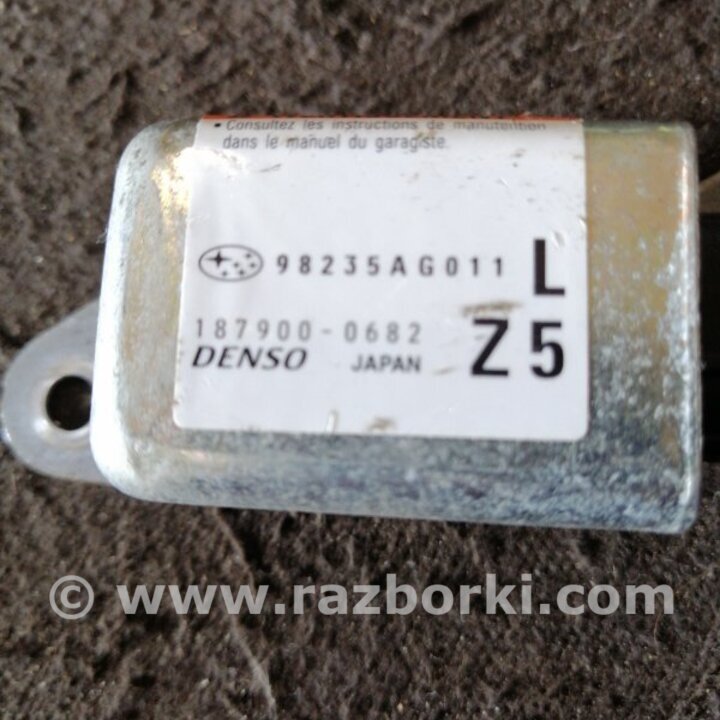 • Consultez les instructions de manutention
dans le manuel du garagiste.
98235AG011 L
187900-0682
DENSO JAPAN Z5
© www.razborki.com